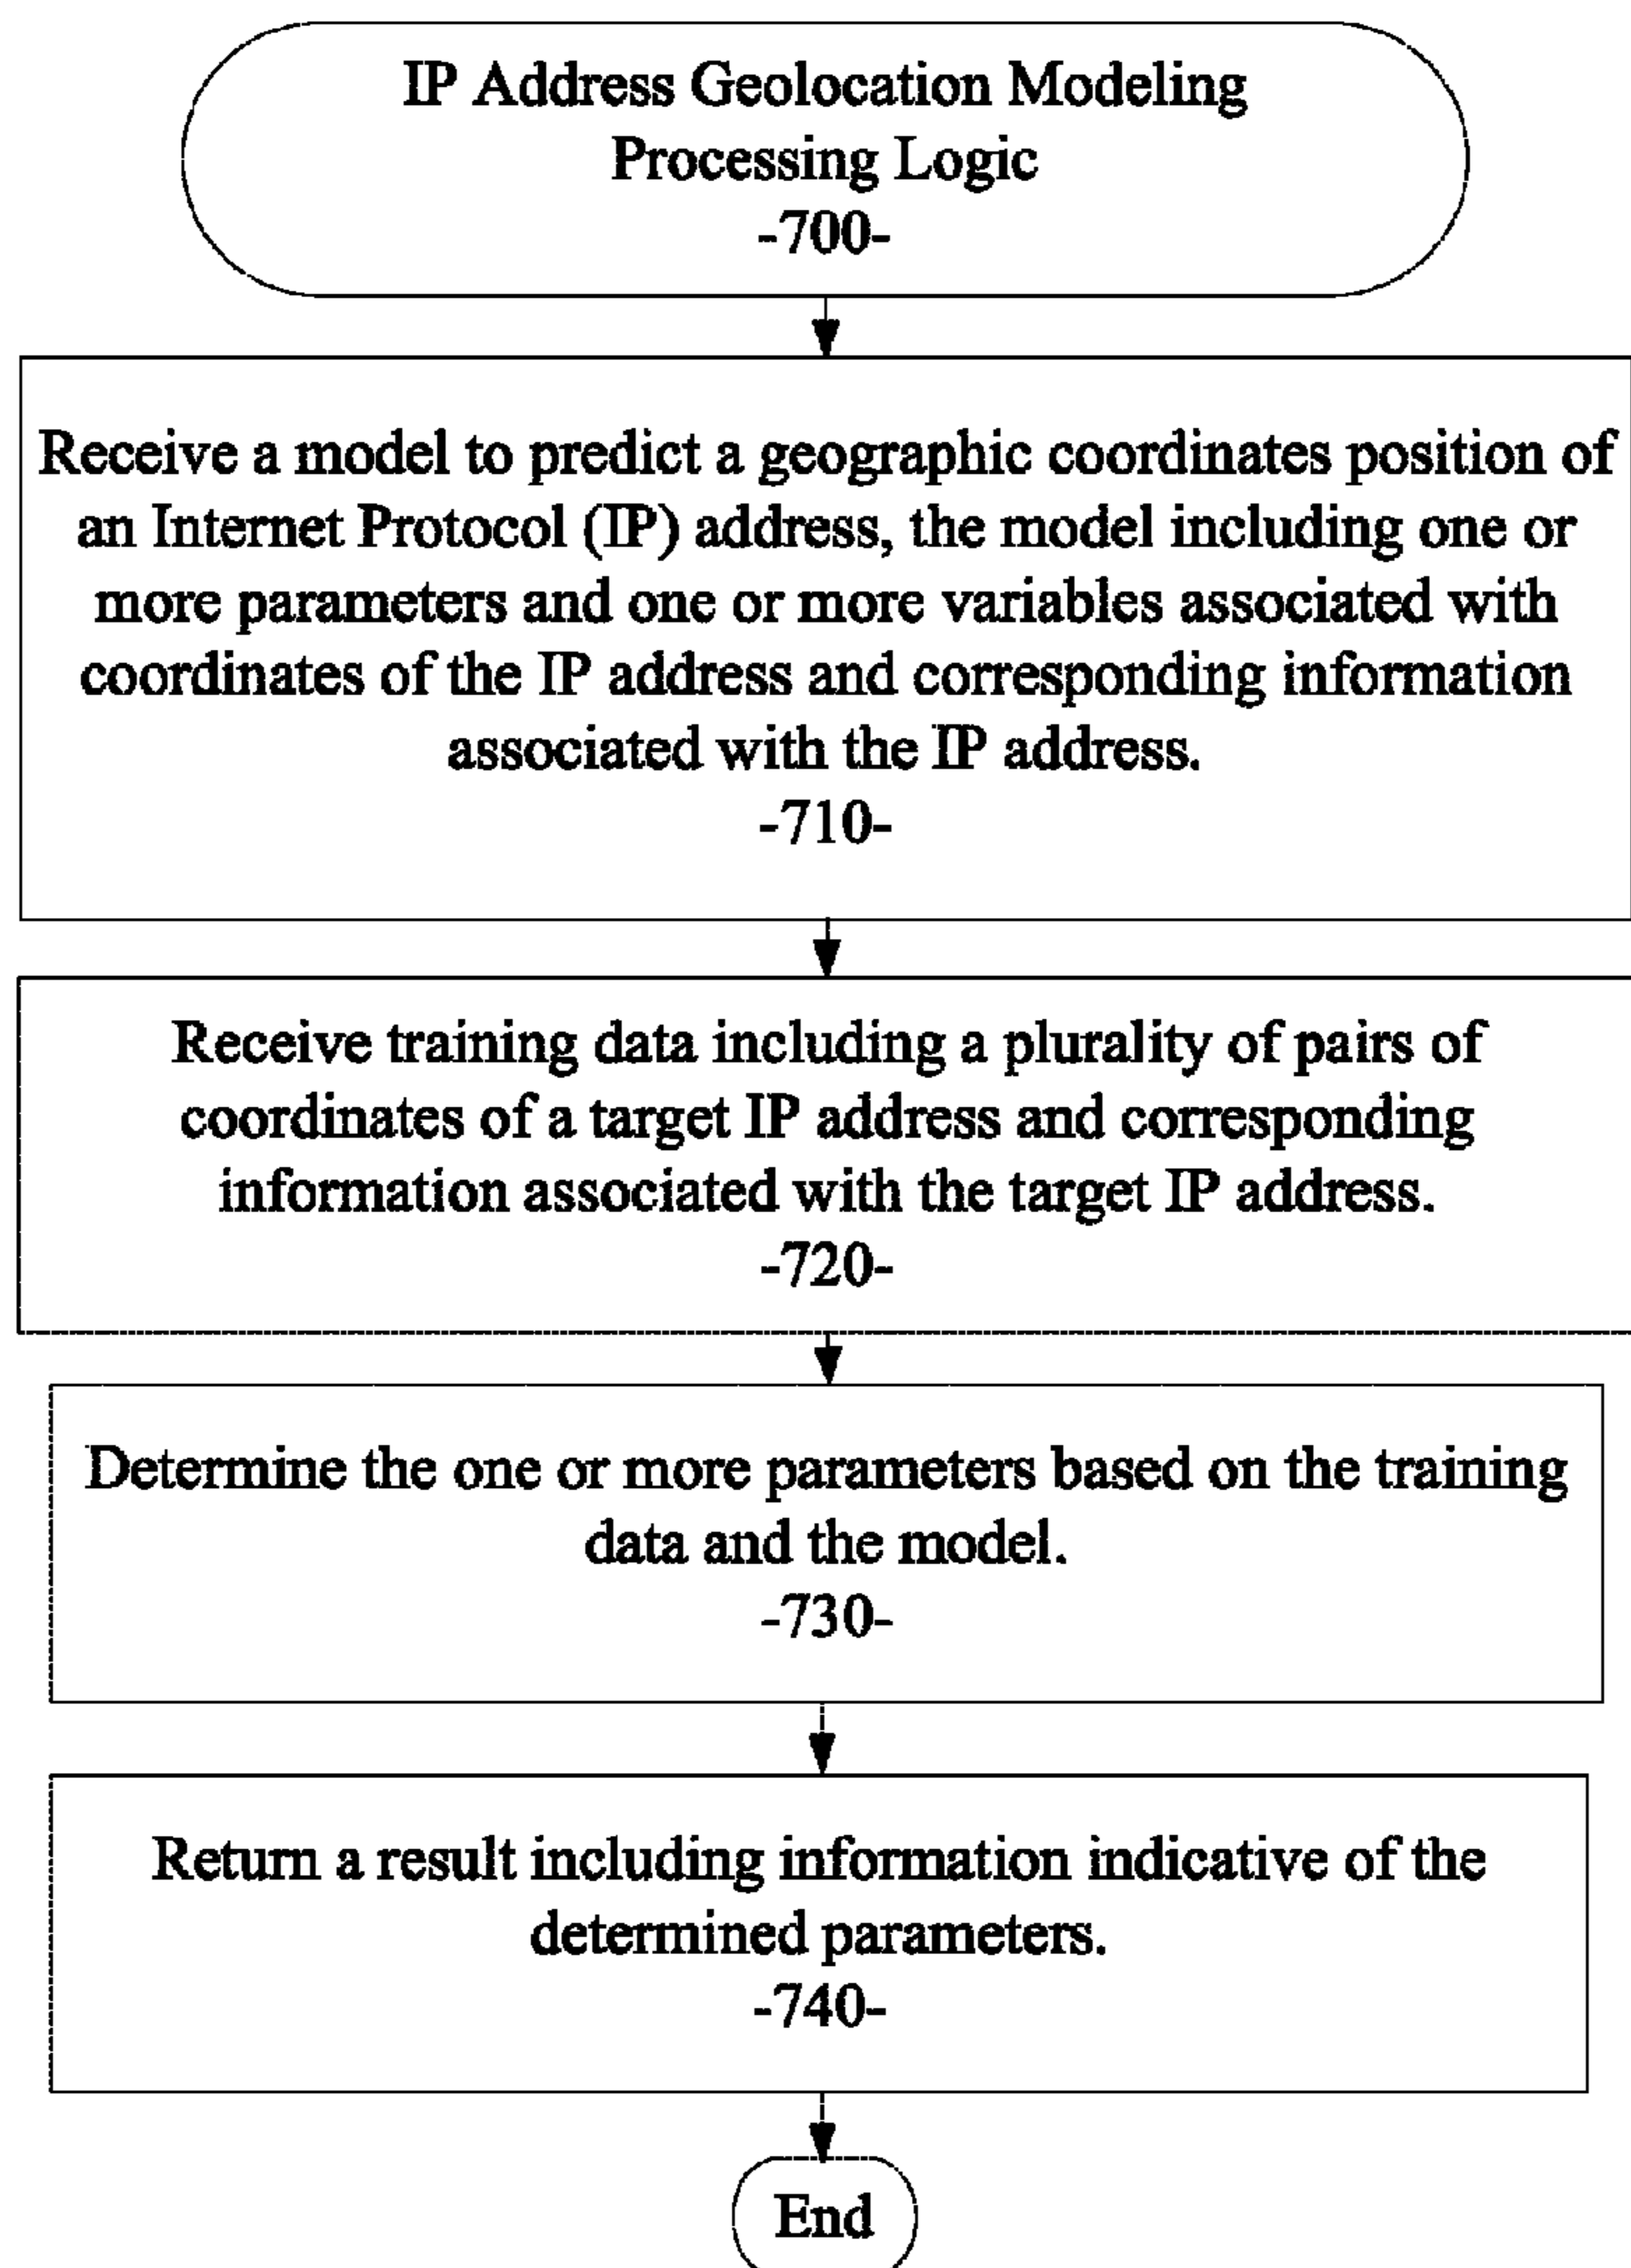 IP Address Geolocation Modeling
Processing Logic
-700-
Receive a model to predict a geographic coordinates position of
an Internet Protocol (IP) address, the model including one or
more parameters and one or more variables associated with
coordinates of the IP address and corresponding information
associated with the IP address.
-710-
Receive training data including a plurality of pairs of
coordinates of a target IP address and corresponding
information associated with the target IP address.
-720-
Determine the one or more parameters based on the training
data and the model.
-730-
Return a result including information indicative of the
determined parameters.
-740-
End